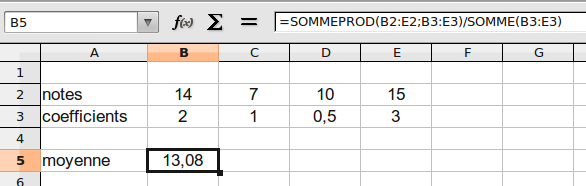 B5 f(x) Σ = =SOMMEPROD(B2:E2;B3:E3)/SOMME(B3:E3)
A B C D E F G
1
2 notes 14 7 10 15
3 coefficients 2 1 0,5 3
4
5 moyenne 13,08
6